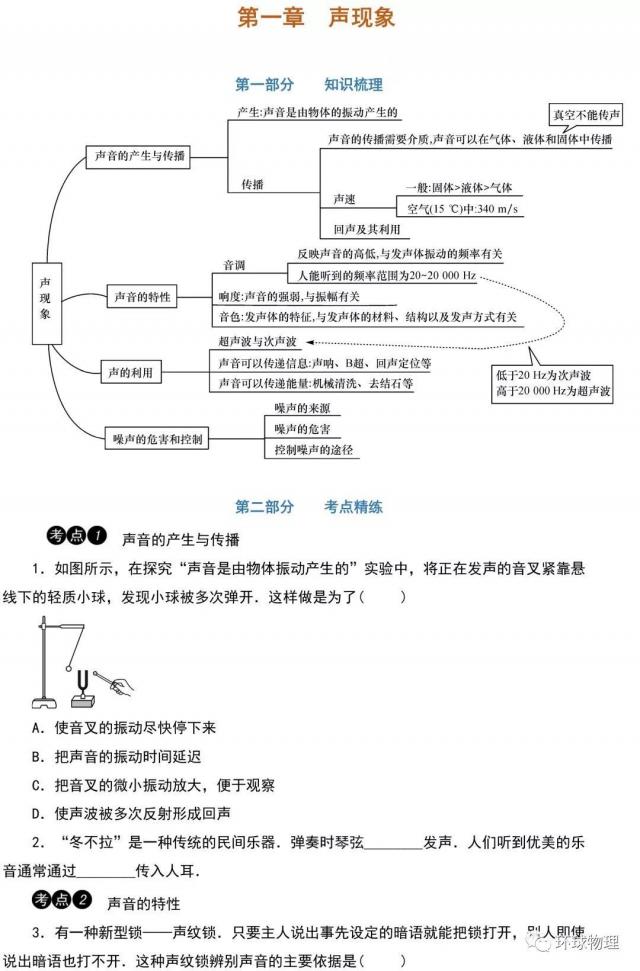 第一章 声现象
第一部分 知识梳理
产生:声音是由物体的振动产生的
真空不能传声
声音的传播需要介质,声音可以在气体、液体和固体中传播
声音的产生与传播
传播
一般:固体>液体>气体
声速
空气(15 ℃)中:340 m/s
回声及其利用
反映声音的高低,与发声体振动的频率有关
音调
人能听到的频率范围为20~20 000 Hz
声现象
声音的特性
响度:声音的强弱,与振幅有关
音色:发声体的特征,与发声体的材料、结构以及发声方式有关
超声波与次声波
声的利用
声音可以传递信息:声呐、B超、回声定位等
声音可以传递能量:机械清洗、去结石等
低于20 Hz为次声波
高于20 000 Hz为超声波
噪声的来源
噪声的危害和控制
噪声的危害
控制噪声的途径
第二部分 考点精练
考点1 声音的产生与传播
1. 如图所示，在探究“声音是由物体振动产生的”实验中，将正在发声的音叉紧靠悬
线下的轻质小球，发现小球被多次弹开．这样做是为了( )
A．使音叉的振动尽快停下来
B．把声音的振动时间延迟
C．把音叉的微小振动放大，便于观察
D．使声波被多次反射形成回声
2．“冬不拉”是一种传统的民间乐器．弹奏时琴弦________发声．人们听到优美的乐
音通常通过________传入人耳．
考点2 声音的特性
3．有一种新型锁——声纹锁．只要主人说出事先设定的暗语就能把锁打开，别人即使
说出暗语也打不开．这种声纹锁辨别声音的主要依据是( )
环球物理